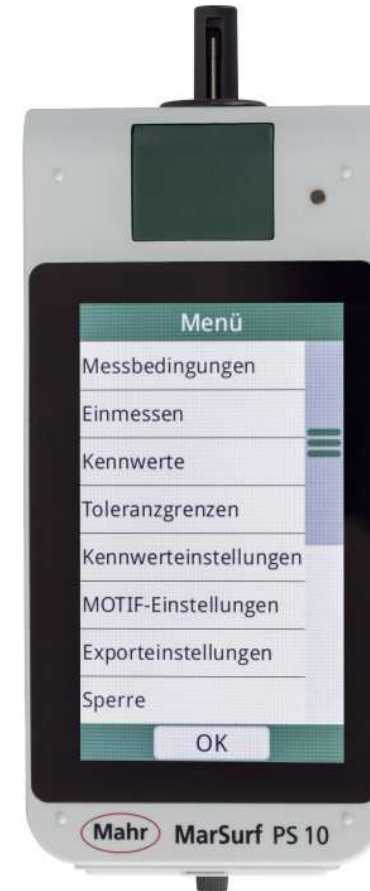 Menü
Messbedingungen
Einmessen
Kennwerte
Toleranzgrenzen
Kennwerteinstellungen
MOTIF-Einstellungen
Exporteinstellungen
Sperre
OK
Mahr MarSurf PS 10